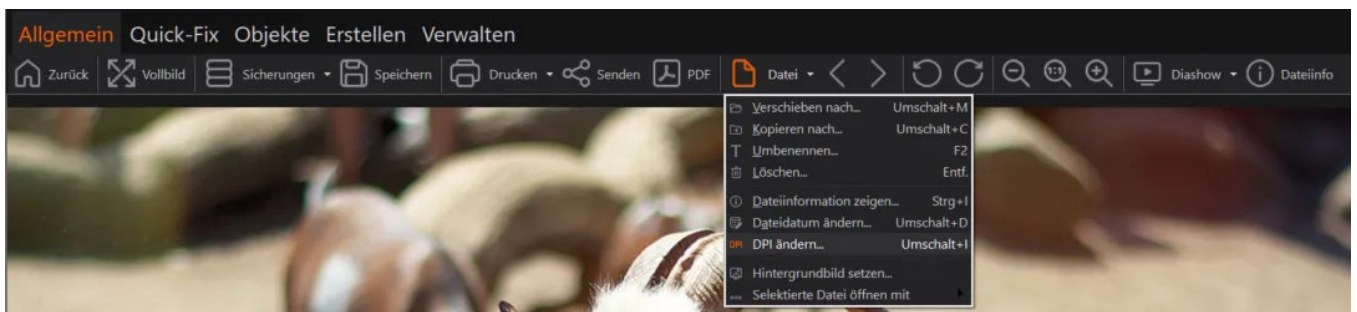 Allgemein Quick-Fix Objekte Erstellen Verwalten
Zurück Vollbild Sicherungen Speichern Drucken Senden PDF Datei 1:1 Diashow Dateiinfo
Verschieben nach... Umschalt+M
Kopieren nach... Umschalt+C
Umbenennen... F2
Löschen... Entf.
Dateiinformation zeigen... Strg+I
Dateidatum ändern... Umschalt+D
DPI DPI ändern... Umschalt+I
Hintergrundbild setzen...
Selektierte Datei öffnen mit